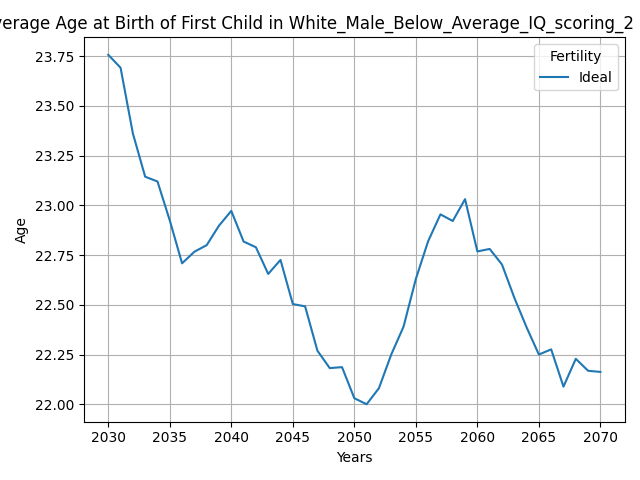 verage Age at Birth of First Child in White_Male_Below_Average_IQ_scoring_2
Fertility
Ideal
23.75
23.50
23.25
23.00
22.75
22.50
22.25
22.00
Age
2030 2035 2040 2045 2050 2055 2060 2065 2070
Years